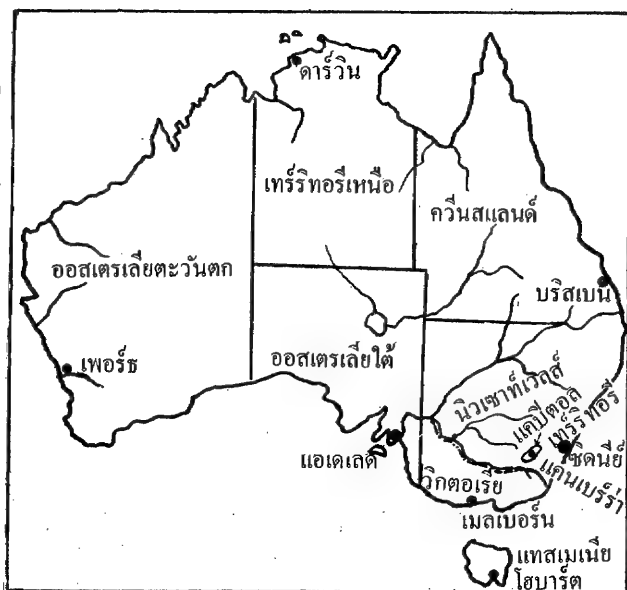 ดาร์วิน
เทร์ริทอรีเหนือ
ควีนสแลนด์
ออสเตรเลียตะวันตก
บริสเบน
เพอร์ธ
ออสเตรเลียใต้
นิวเซาท์เวลส์
แคปีตอล
เทร์ริทอรี
ซิดนีย์
แคนเบร์ร่า
แอเดเลด
วิกตอเรีย
เมลเบอร์น
แทสเมเนีย
โฮบาร์ต